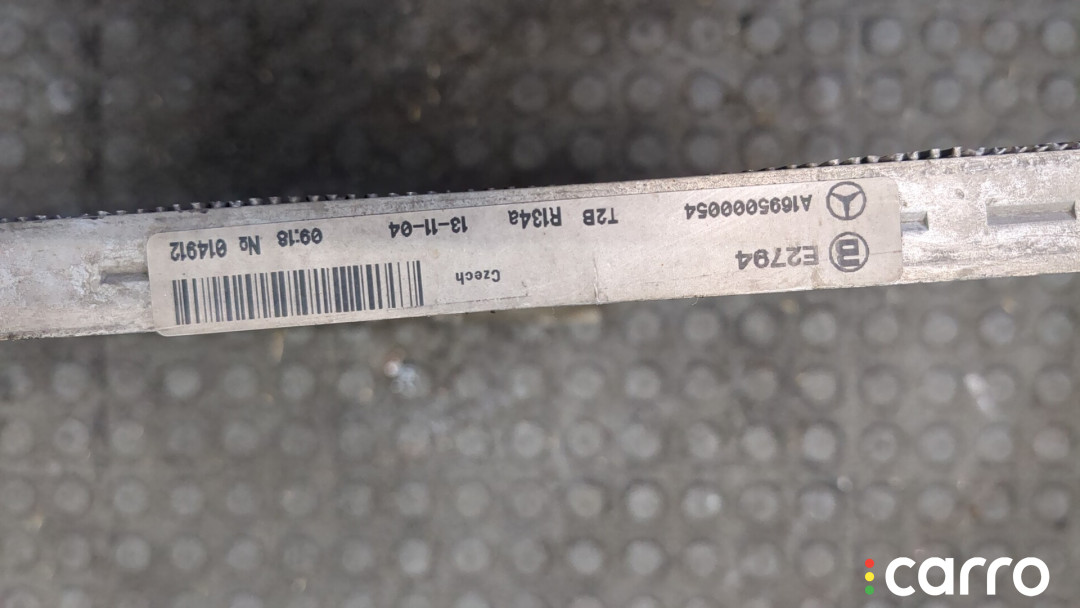 E2794
Czech
A1695000054 T2B R134a 13-11-04 09:18 № 014912
carro